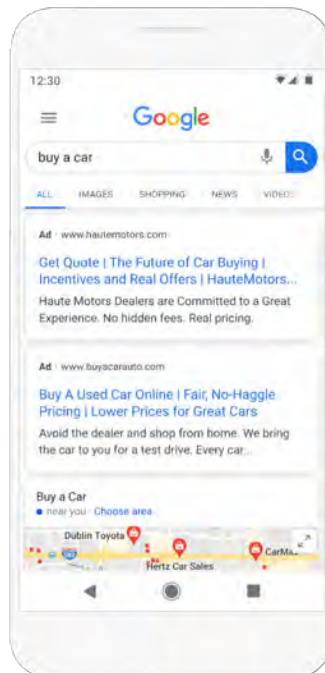 12:30
Google
buy a car
ALL IMAGES SHOPPING NEWS VIDEOS
Ad · www.hautemotors.com
Get Quote | The Future of Car Buying |
Incentives and Real Offers | HauteMotors...
Haute Motors Dealers are Committed to a Great
Experience. No hidden fees. Real pricing.
Ad · www.buyacarauto.com
Buy A Used Car Online | Fair, No-Haggle
Pricing | Lower Prices for Great Cars
Avoid the dealer and shop from home. We bring
the car to you for a test drive. Every car...
Buy a Car
near you · Choose area
Dublin Toyota
CarMa...
Hertz Car Sales